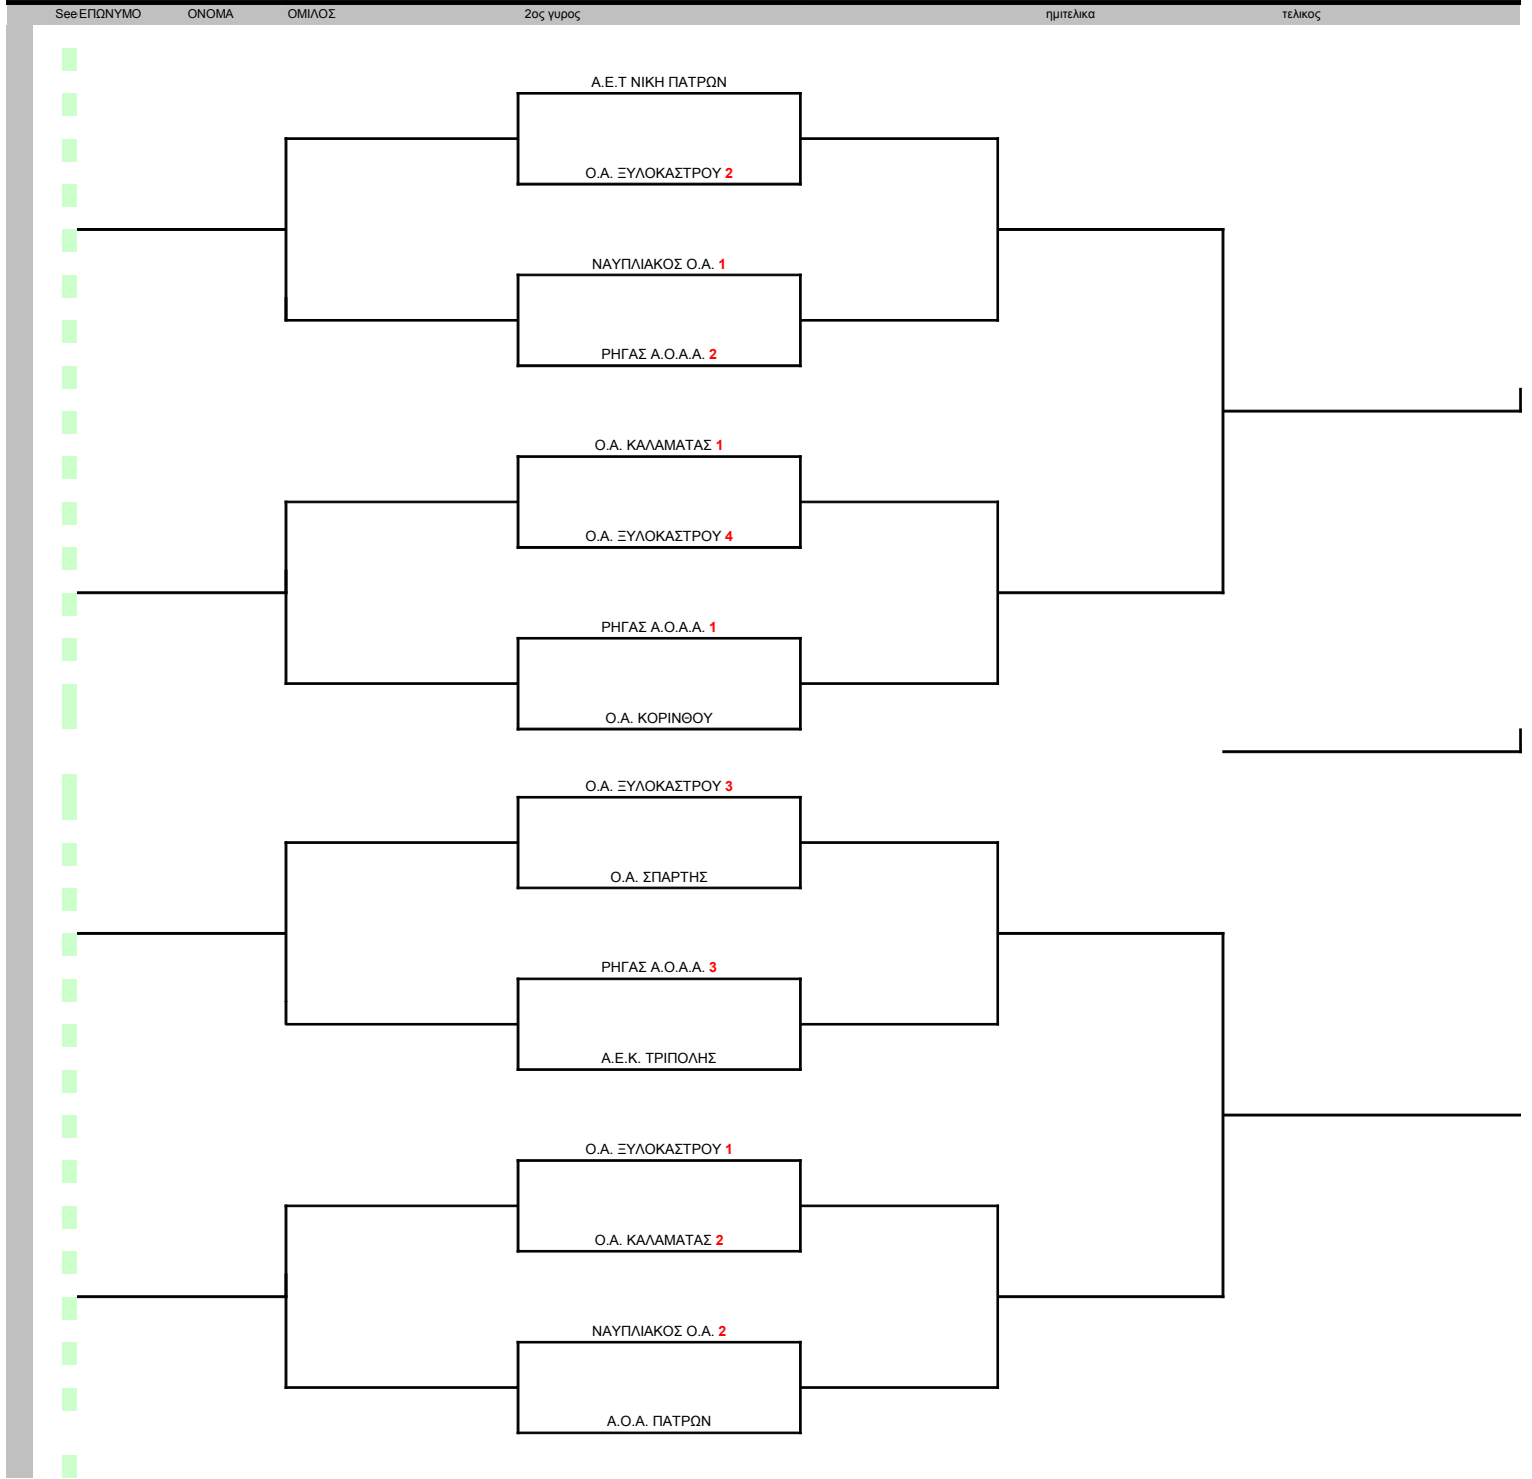 See ΕΠΩΝΥΜΟ ΟΝΟΜΑ ΟΜΙΛΟΣ 2ος γυρος ημιτελικα τελικος
Α.Ε.Τ ΝΙΚΗ ΠΑΤΡΩΝ
Ο.Α. ΞΥΛΟΚΑΣΤΡΟΥ 2
ΝΑΥΠΛΙΑΚΟΣ Ο.Α. 1
ΡΗΓΑΣ Α.Ο.Α.Α. 2
Ο.Α. ΚΑΛΑΜΑΤΑΣ 1
Ο.Α. ΞΥΛΟΚΑΣΤΡΟΥ 4
ΡΗΓΑΣ Α.Ο.Α.Α. 1
Ο.Α. ΚΟΡΙΝΘΟΥ
Ο.Α. ΞΥΛΟΚΑΣΤΡΟΥ 3
Ο.Α. ΣΠΑΡΤΗΣ
ΡΗΓΑΣ Α.Ο.Α.Α. 3
Α.Ε.Κ. ΤΡΙΠΟΛΗΣ
Ο.Α. ΞΥΛΟΚΑΣΤΡΟΥ 1
Ο.Α. ΚΑΛΑΜΑΤΑΣ 2
ΝΑΥΠΛΙΑΚΟΣ Ο.Α. 2
Α.Ο.Α. ΠΑΤΡΩΝ